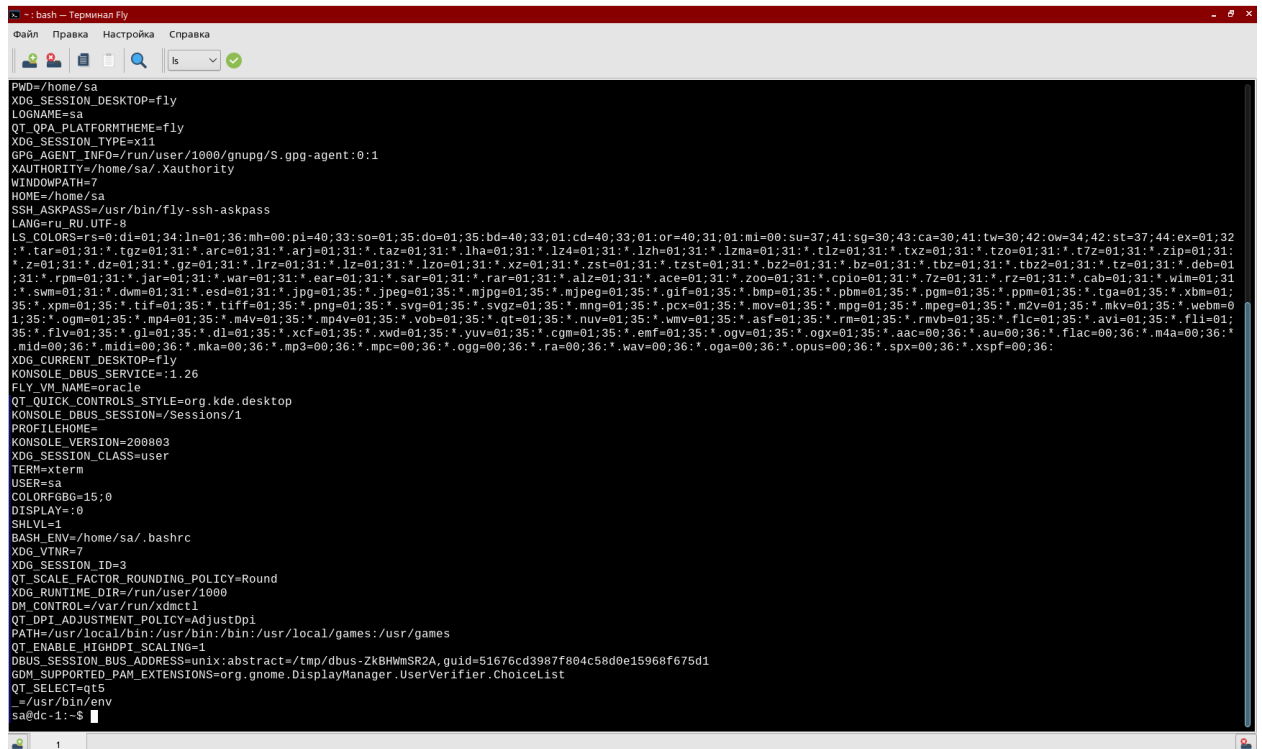 ~ : bash — Терминал Fly
Файл Правка Настройка Справка
ls
PWD=/home/sa
XDG_SESSION_DESKTOP=fly
LOGNAME=sa
QT_QPA_PLATFORMTHEME=fly
XDG_SESSION_TYPE=x11
GPG_AGENT_INFO=/run/user/1000/gnupg/S.gpg-agent:0:1
XAUTHORITY=/home/sa/.Xauthority
WINDOWPATH=7
HOME=/home/sa
SSH_ASKPASS=/usr/bin/fly-ssh-askpass
LANG=ru_RU.UTF-8
LS_COLORS=rs=0:di=01;34:ln=01;36:mh=00:pi=40;33:so=01;35:do=01;35:bd=40;33;01:cd=40;33;01:or=40;31;01:mi=00:su=37;41:sg=30;43:ca=30;41:tw=30;42:ow=34;42:st=37;44:ex=01;32
:*.tar=01;31:*.tgz=01;31:*.arc=01;31:*.arj=01;31:*.taz=01;31:*.lha=01;31:*.lz4=01;31:*.lzh=01;31:*.lzma=01;31:*.tlz=01;31:*.txz=01;31:*.tzo=01;31:*.t7z=01;31:*.zip=01;31:
*.z=01;31:*.dz=01;31:*.gz=01;31:*.lrz=01;31:*.lz=01;31:*.lzo=01;31:*.xz=01;31:*.zst=01;31:*.tzst=01;31:*.bz2=01;31:*.bz=01;31:*.tbz=01;31:*.tbz2=01;31:*.tz=01;31:*.deb=01
;31:*.rpm=01;31:*.jar=01;31:*.war=01;31:*.ear=01;31:*.sar=01;31:*.rar=01;31:*.alz=01;31:*.ace=01;31:*.zoo=01;31:*.cpio=01;31:*.7z=01;31:*.rz=01;31:*.cab=01;31:*.wim=01;31
:*.swm=01;31:*.dwm=01;31:*.esd=01;31:*.jpg=01;35:*.jpeg=01;35:*.mjpg=01;35:*.mjpeg=01;35:*.gif=01;35:*.bmp=01;35:*.pbm=01;35:*.pgm=01;35:*.ppm=01;35:*.tga=01;35:*.xbm=01;
35:*.xpm=01;35:*.tif=01;35:*.tiff=01;35:*.png=01;35:*.svg=01;35:*.svgz=01;35:*.mng=01;35:*.pcx=01;35:*.mov=01;35:*.mpg=01;35:*.mpeg=01;35:*.m2v=01;35:*.mkv=01;35:*.webm=0
1;35:*.ogm=01;35:*.mp4=01;35:*.m4v=01;35:*.mp4v=01;35:*.vob=01;35:*.qt=01;35:*.nuv=01;35:*.wmv=01;35:*.asf=01;35:*.rm=01;35:*.rmvb=01;35:*.flc=01;35:*.avi=01;35:*.fli=01;
35:*.flv=01;35:*.gl=01;35:*.dl=01;35:*.xcf=01;35:*.xwd=01;35:*.yuv=01;35:*.cgm=01;35:*.emf=01;35:*.ogv=01;35:*.ogx=01;35:*.aac=00;36:*.au=00;36:*.flac=00;36:*.m4a=00;36:*
.mid=00;36:*.midi=00;36:*.mka=00;36:*.mp3=00;36:*.mpc=00;36:*.ogg=00;36:*.ra=00;36:*.wav=00;36:*.oga=00;36:*.opus=00;36:*.spx=00;36:*.xspf=00;36:
XDG_CURRENT_DESKTOP=fly
KONSOLE_DBUS_SERVICE=:1.26
FLY_VM_NAME=oracle
QT_QUICK_CONTROLS_STYLE=org.kde.desktop
KONSOLE_DBUS_SESSION=/Sessions/1
PROFILEHOME=
KONSOLE_VERSION=200803
XDG_SESSION_CLASS=user
TERM=xterm
USER=sa
COLORFGBG=15;0
DISPLAY=:0
SHLVL=1
BASH_ENV=/home/sa/.bashrc
XDG_VTNR=7
XDG_SESSION_ID=3
QT_SCALE_FACTOR_ROUNDING_POLICY=Round
XDG_RUNTIME_DIR=/run/user/1000
DM_CONTROL=/var/run/xdmctl
QT_DPI_ADJUSTMENT_POLICY=AdjustDpi
PATH=/usr/local/bin:/usr/bin:/bin:/usr/local/games:/usr/games
QT_ENABLE_HIGHDPI_SCALING=1
DBUS_SESSION_BUS_ADDRESS=unix:abstract=/tmp/dbus-ZkBHWmSR2A,guid=51676cd3987f804c58d0e15968f675d1
GDM_SUPPORTED_PAM_EXTENSIONS=org.gnome.DisplayManager.UserVerifier.ChoiceList
QT_SELECT=qt5
_=/usr/bin/env
sa@dc-1:~$
1